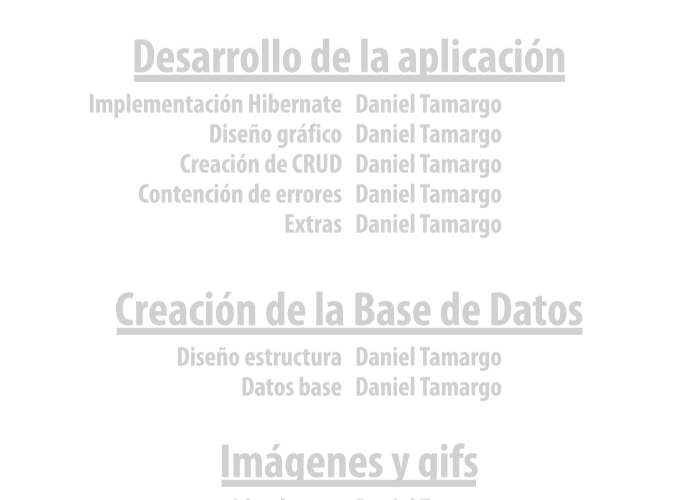 Desarrollo de la aplicación
Implementación Hibernate Daniel Tamargo
Diseño gráfico Daniel Tamargo
Creación de CRUD Daniel Tamargo
Contención de errores Daniel Tamargo
Extras Daniel Tamargo
Creación de la Base de Datos
Diseño estructura Daniel Tamargo
Datos base Daniel Tamargo
Imágenes y gifs